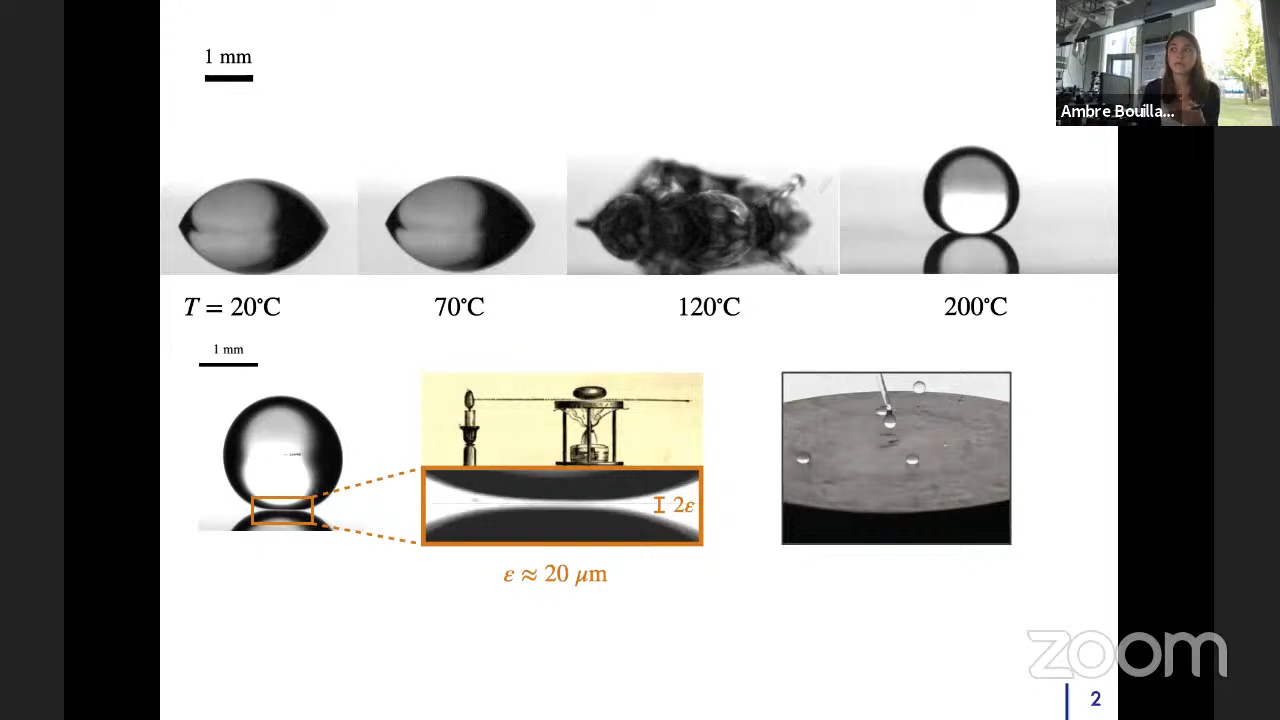 1 mm
Ambre Bouilla...
T = 20°C
70°C
120°C
200°C
1 mm
2ε
ε ≈ 20 μm
zoom
2